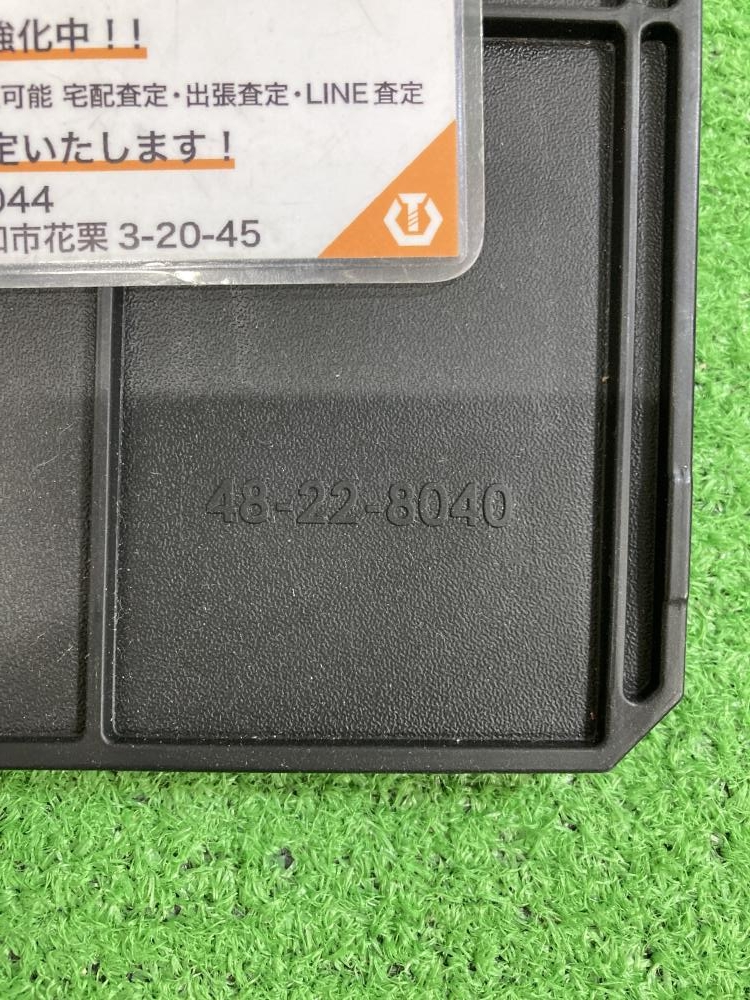 強化中！！
可能 宅配査定・出張査定・LINE査定
定いたします！
044
市花栗 3-20-45
48-22-8040